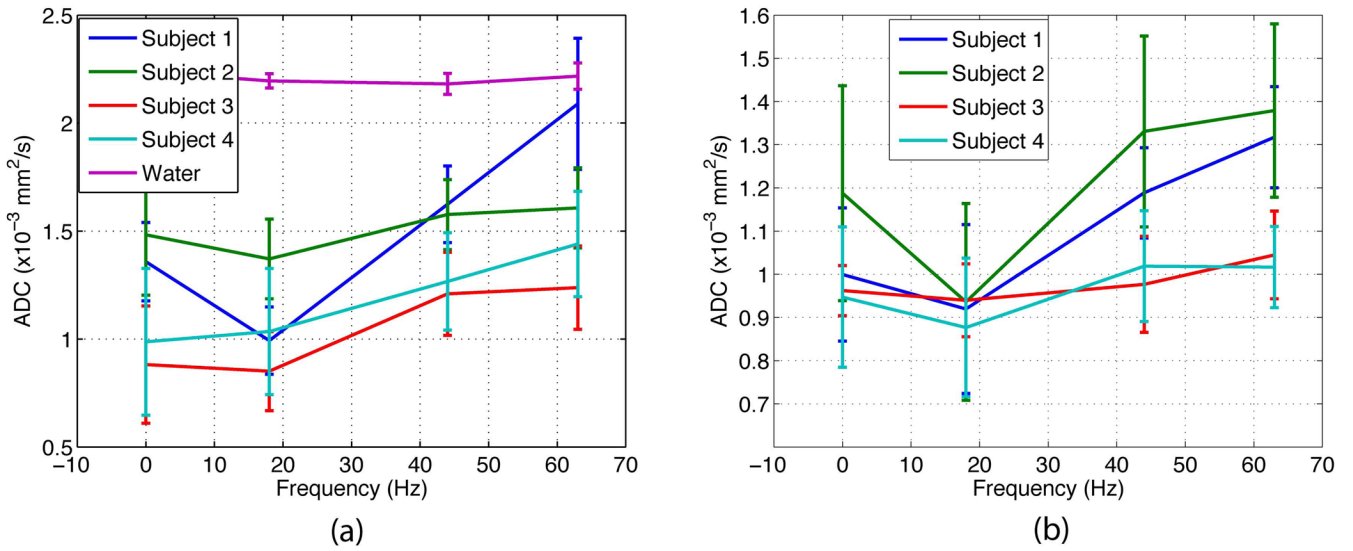 2.5
2
1.5
1
0.5
ADC (x10⁻³ mm²/s)
Subject 1
Subject 2
Subject 3
Subject 4
Water
−10 0 10 20 30 40 50 60 70
Frequency (Hz)
(a)
1.6
1.5
1.4
1.3
1.2
1.1
1.0
0.9
0.8
0.7
ADC (x10⁻³ mm²/s)
Subject 1
Subject 2
Subject 3
Subject 4
−10 0 10 20 30 40 50 60 70
Frequency (Hz)
(b)